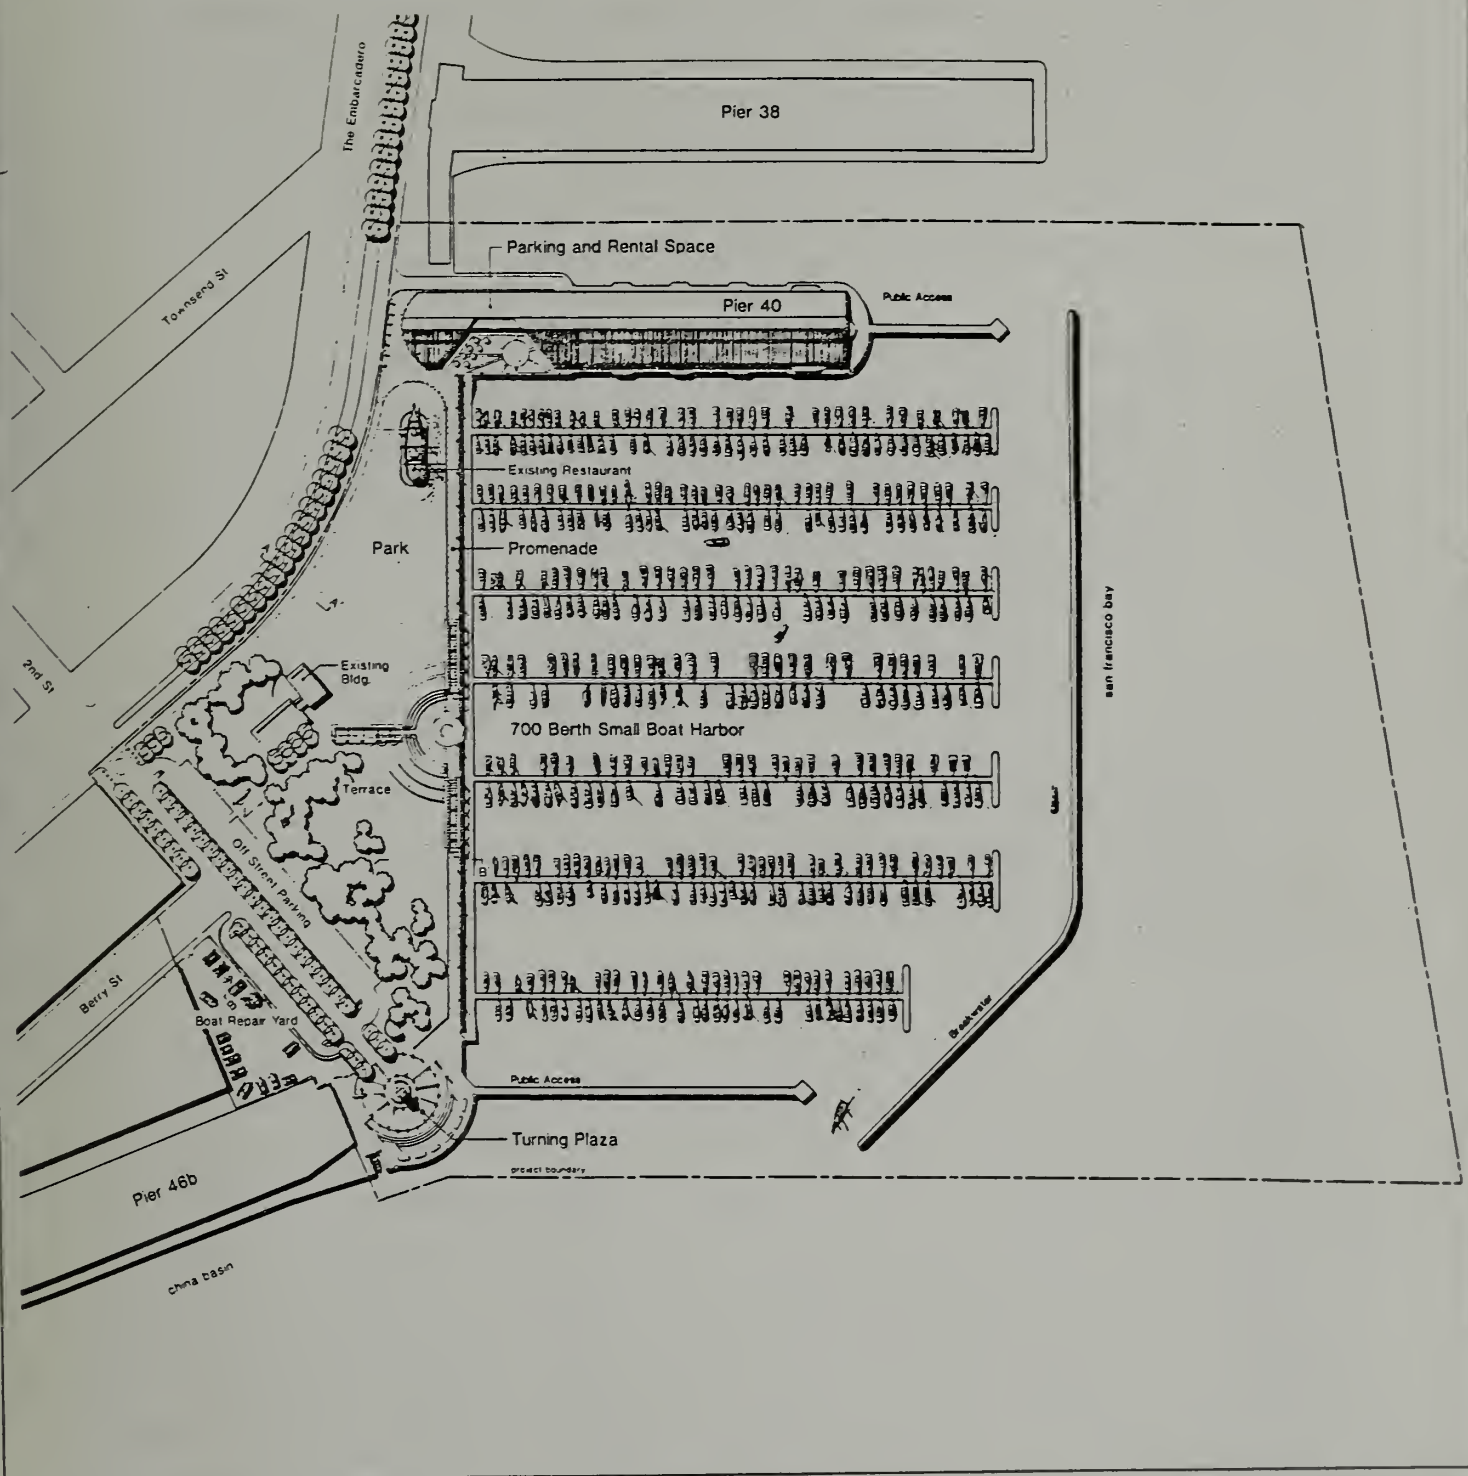 The Embarcadero
Pier 38
Townsend St
Parking and Rental Space
Pier 40
Public Access
Existing Restaurant
Park
Promenade
2nd St
Existing
Bldg.
700 Berth Small Boat Harbor
san francisco bay
Terrace
Off Street Parking
B
Berry St
Boat Repair Yard
Breakwater
Public Access
Turning Plaza
project boundary
Pier 46b
china basin